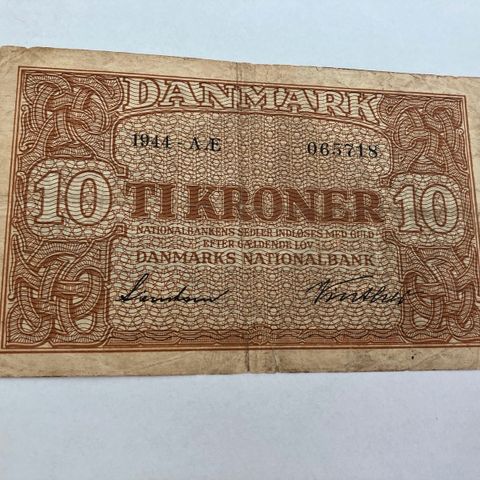 DANMARK
1944 - A.Æ 065718
10 TI KRONER 10
NATIONALBANKENS SEDLER INDLØSES MED GULD
EFTER GÆLDENDE LOV
DANMARKS NATIONALBANK